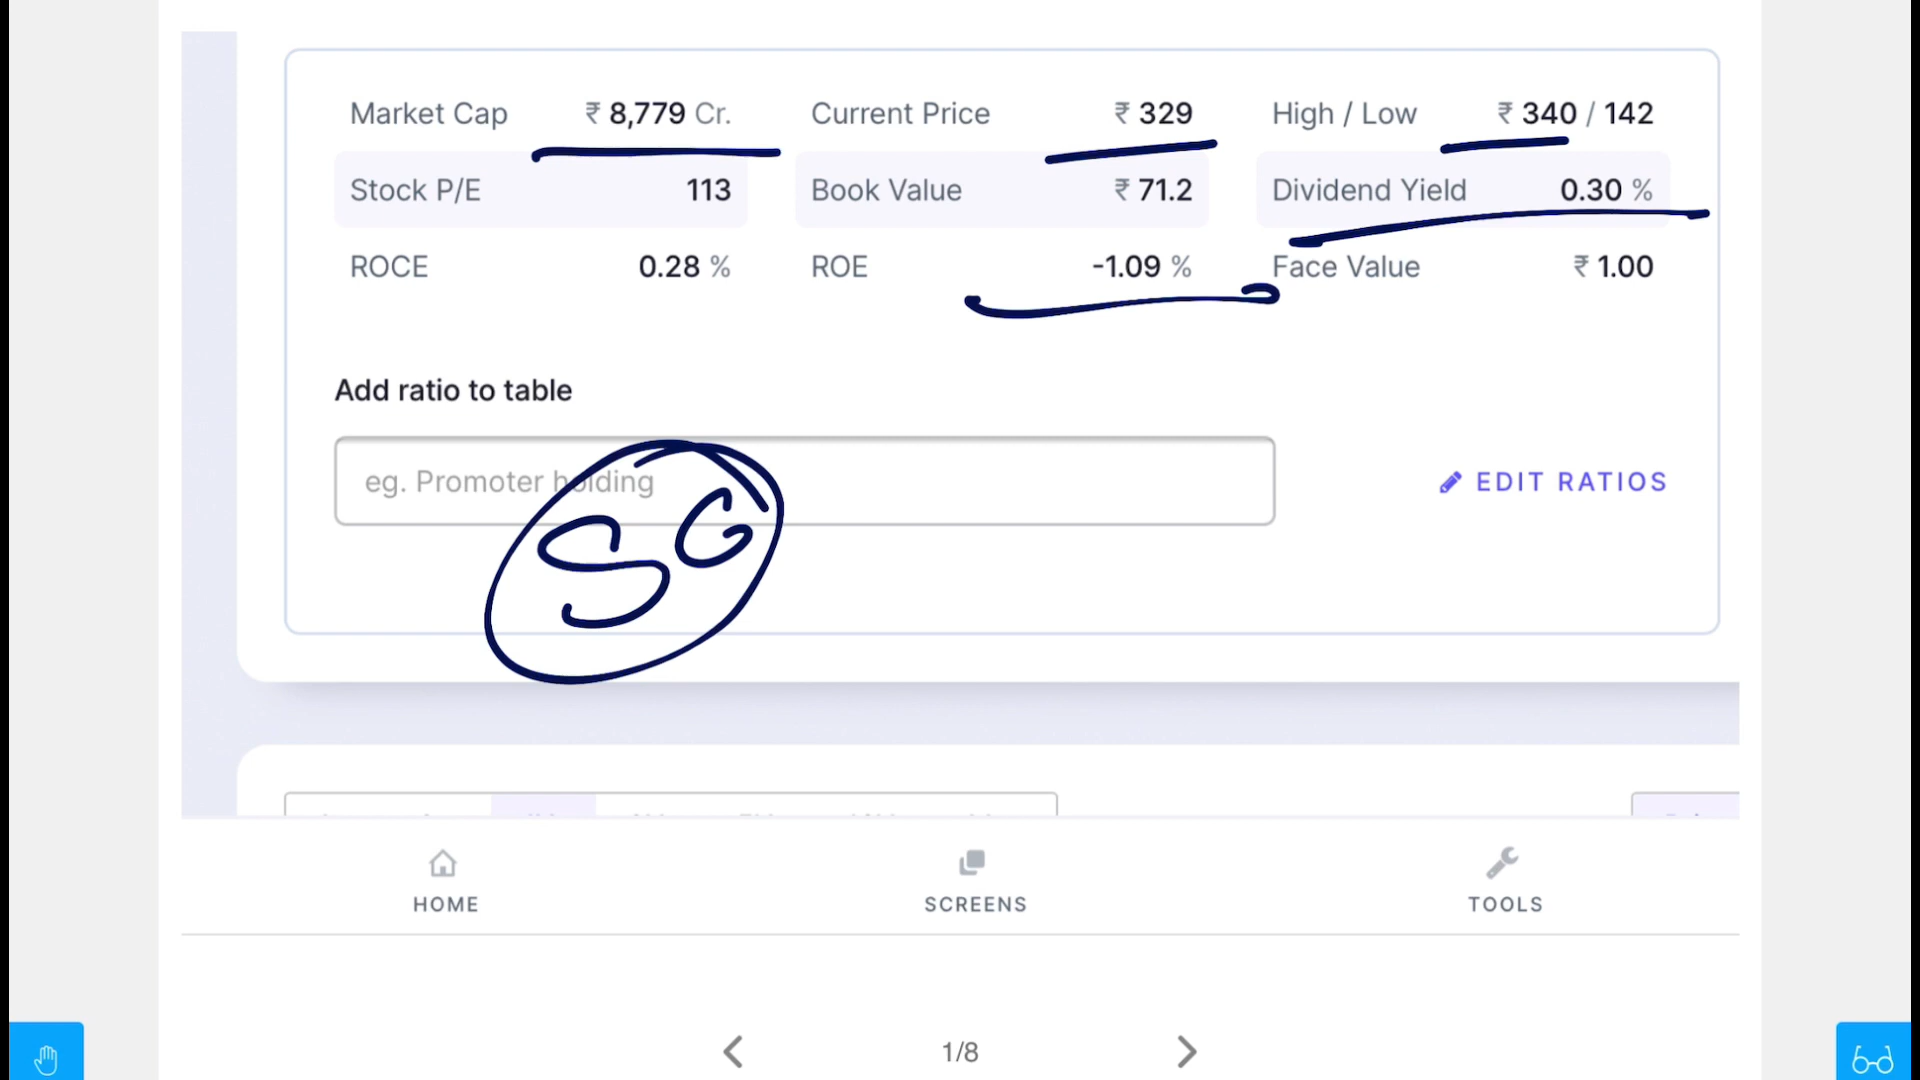 Market Cap ₹ 8,779 Cr. Current Price ₹ 329 High / Low ₹ 340 / 142
Stock P/E 113 Book Value ₹ 71.2 Dividend Yield 0.30 %
ROCE 0.28 % ROE -1.09 % Face Value ₹ 1.00
Add ratio to table
eg. Promoter holding
EDIT RATIOS
SG
HOME SCREENS TOOLS
1/8